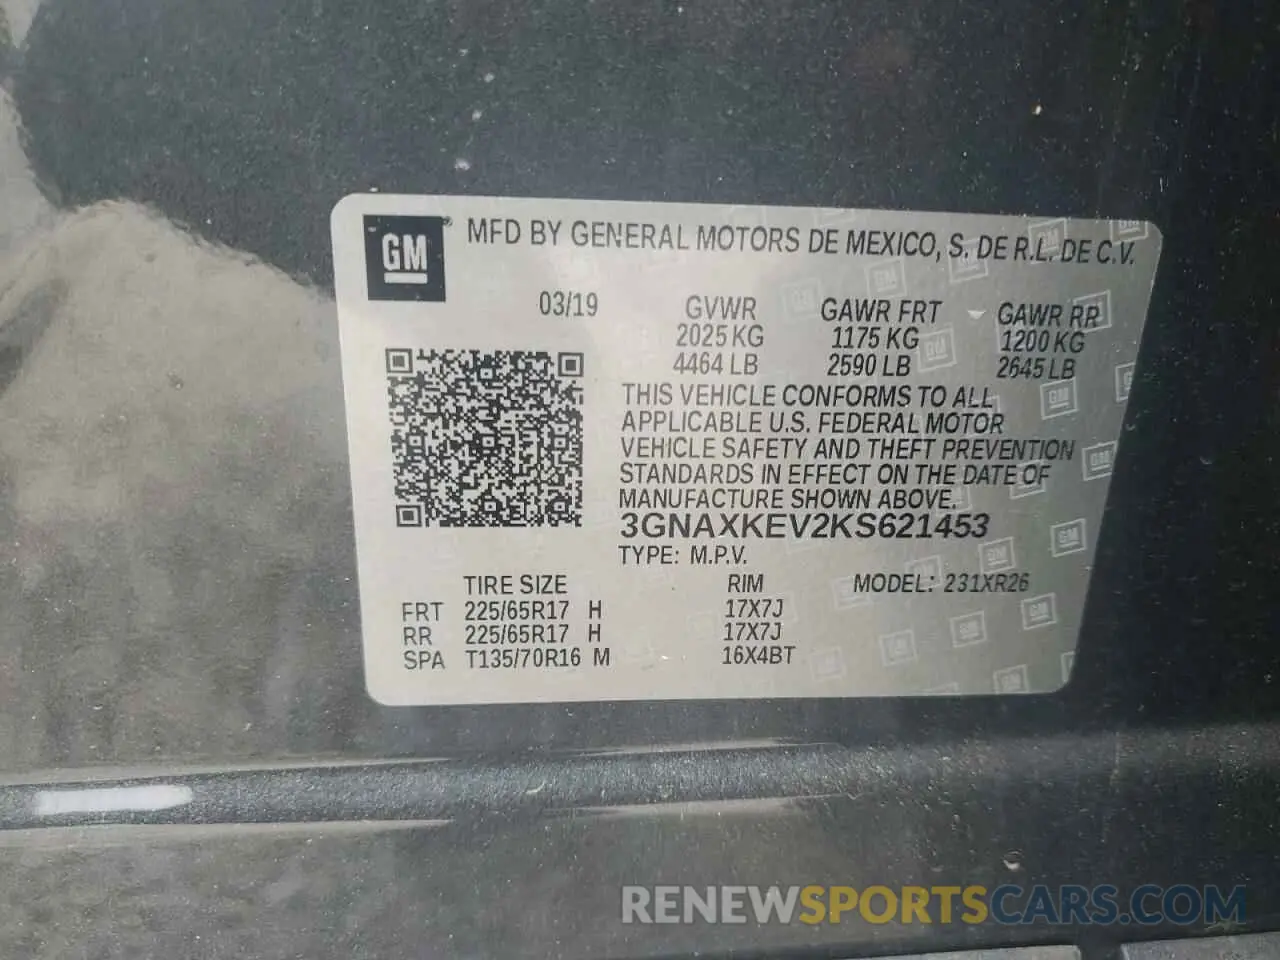 GM ® MFD BY GENERAL MOTORS DE MEXICO, S. DE R.L. DE C.V.
03/19 GVWR GAWR FRT GAWR RR
2025 KG 1175 KG 1200 KG
4464 LB 2590 LB 2645 LB
THIS VEHICLE CONFORMS TO ALL
APPLICABLE U.S. FEDERAL MOTOR
VEHICLE SAFETY AND THEFT PREVENTION
STANDARDS IN EFFECT ON THE DATE OF
MANUFACTURE SHOWN ABOVE.
3GNAXKEV2KS621453
TYPE: M.P.V.
TIRE SIZE RIM MODEL: 231XR26
FRT 225/65R17 H 17X7J
RR 225/65R17 H 17X7J
SPA T135/70R16 M 16X4BT
RENEWSPORTSCARS.COM